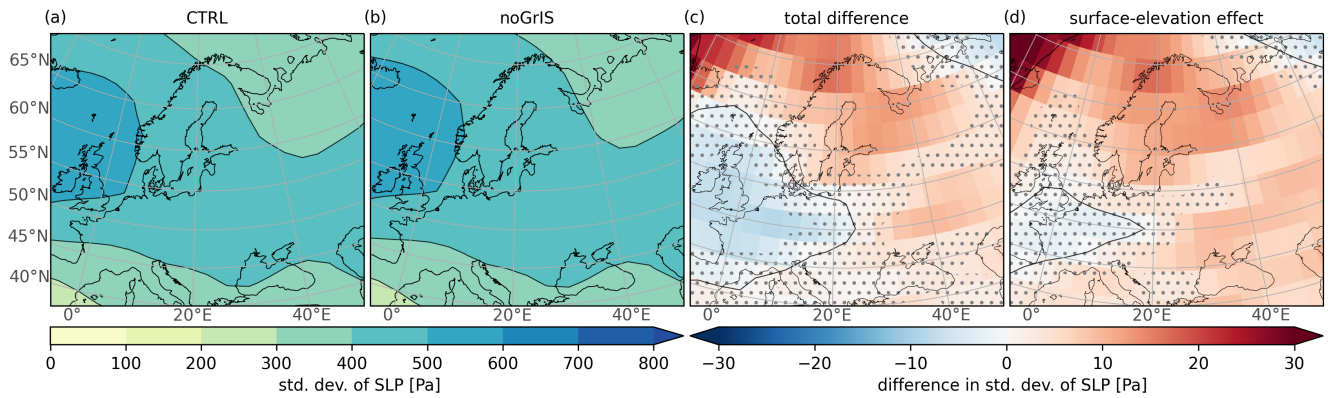 (a) CTRL
(b) noGrIS
(c) total difference
(d) surface-elevation effect
65°N
60°N
55°N
50°N
45°N
40°N
0° 20°E 40°E
0° 20°E 40°E
0° 20°E 40°E
0° 20°E 40°E
0 100 200 300 400 500 600 700 800
std. dev. of SLP [Pa]
−30 −20 −10 0 10 20 30
difference in std. dev. of SLP [Pa]